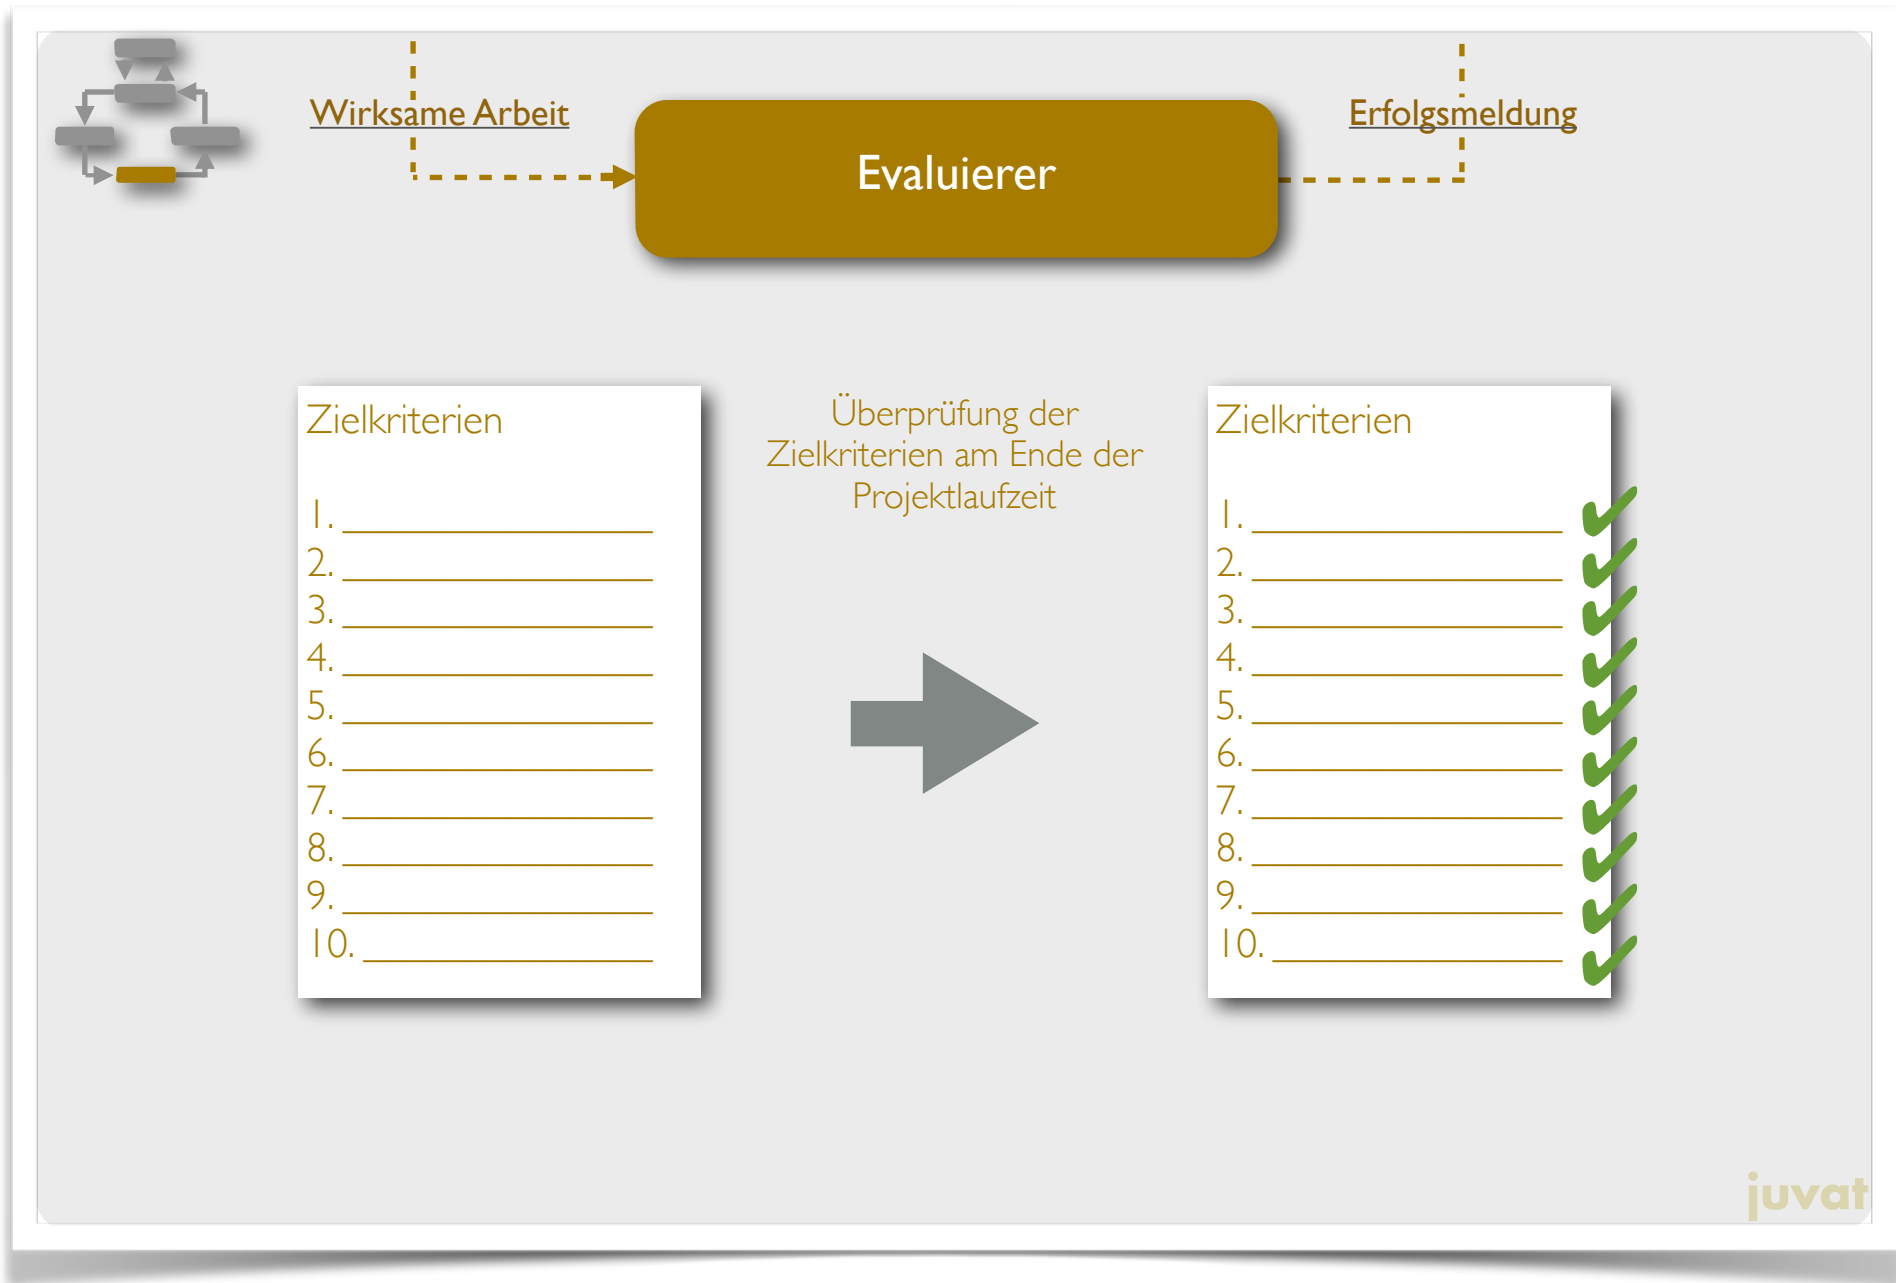 Wirksame Arbeit
Evaluierer
Erfolgsmeldung
Zielkriterien
1.
2.
3.
4.
5.
6.
7.
8.
9.
10.
Überprüfung der
Zielkriterien am Ende der
Projektlaufzeit
Zielkriterien
1.
2.
3.
4.
5.
6.
7.
8.
9.
10.
juvat